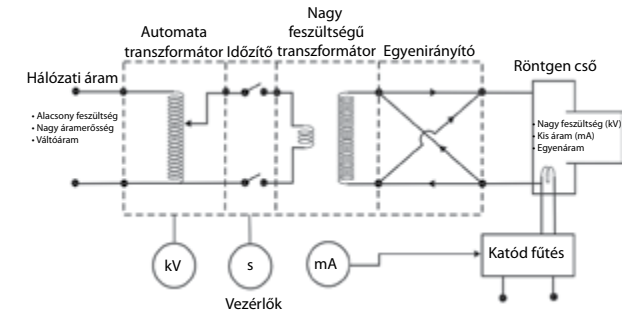 Automata
transzformátor
Időzítő
Nagy
feszültségű
transzformátor
Egyenirányító
Röntgen cső
Hálózati áram
• Alacsony feszültség
• Nagy áramerősség
• Váltóáram
• Nagy feszültség (kV)
• Kis áram (mA)
• Egyenáram
kV
s
mA
Katód fűtés
Vezérlők